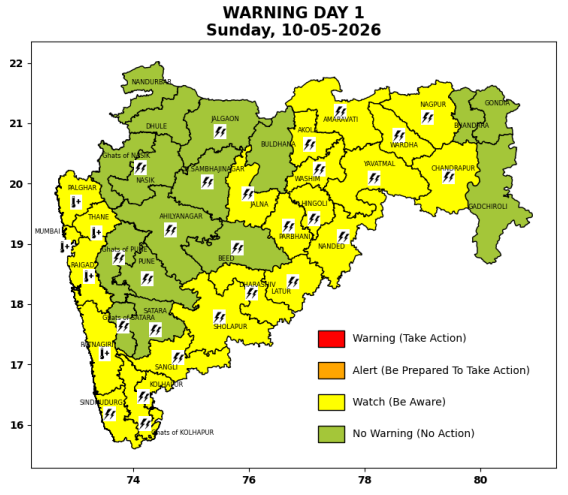 WARNING DAY 1
Sunday, 10-05-2026
22
21
20
19
18
17
16
74
76
78
80
NANDURBAR
DHULE
JALGAON
BULDHANA
AKOLA
AMARAVATI
NAGPUR
GONDIA
BHANDARA
WARDHA
Ghats of NASIK
NASIK
SAMBHAJINAGAR
JALNA
WASHIM
YAVATMAL
CHANDRAPUR
GADCHIROLI
PALGHAR
THANE
MUMBAI
AHILYANAGAR
HINGOLI
PARBHANI
NANDED
RAIGAD
Ghats of PUNE
PUNE
BEED
DHARASHIV
LATUR
SATARA
Ghats of SATARA
SHOLAPUR
RATNAGIRI
SANGLI
KOLHAPUR
SINDHUDURG
Ghats of KOLHAPUR
Warning (Take Action)
Alert (Be Prepared To Take Action)
Watch (Be Aware)
No Warning (No Action)